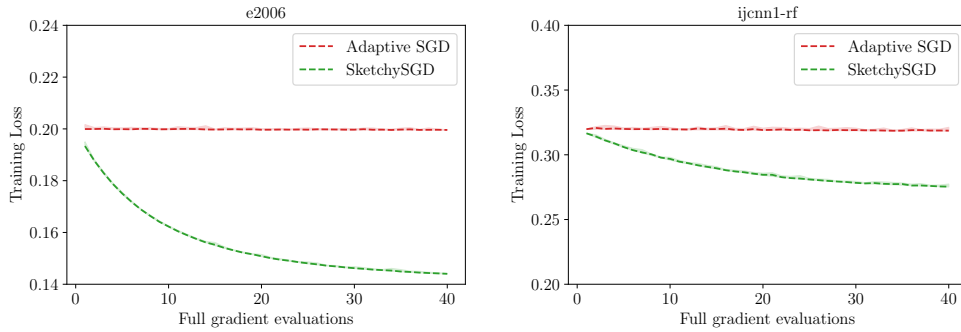 e2006
Training Loss
0.24
0.22
0.20
0.18
0.16
0.14
Adaptive SGD
SketchySGD
0 10 20 30 40
Full gradient evaluations
ijcnn1-rf
Training Loss
0.40
0.35
0.30
0.25
0.20
Adaptive SGD
SketchySGD
0 10 20 30 40
Full gradient evaluations